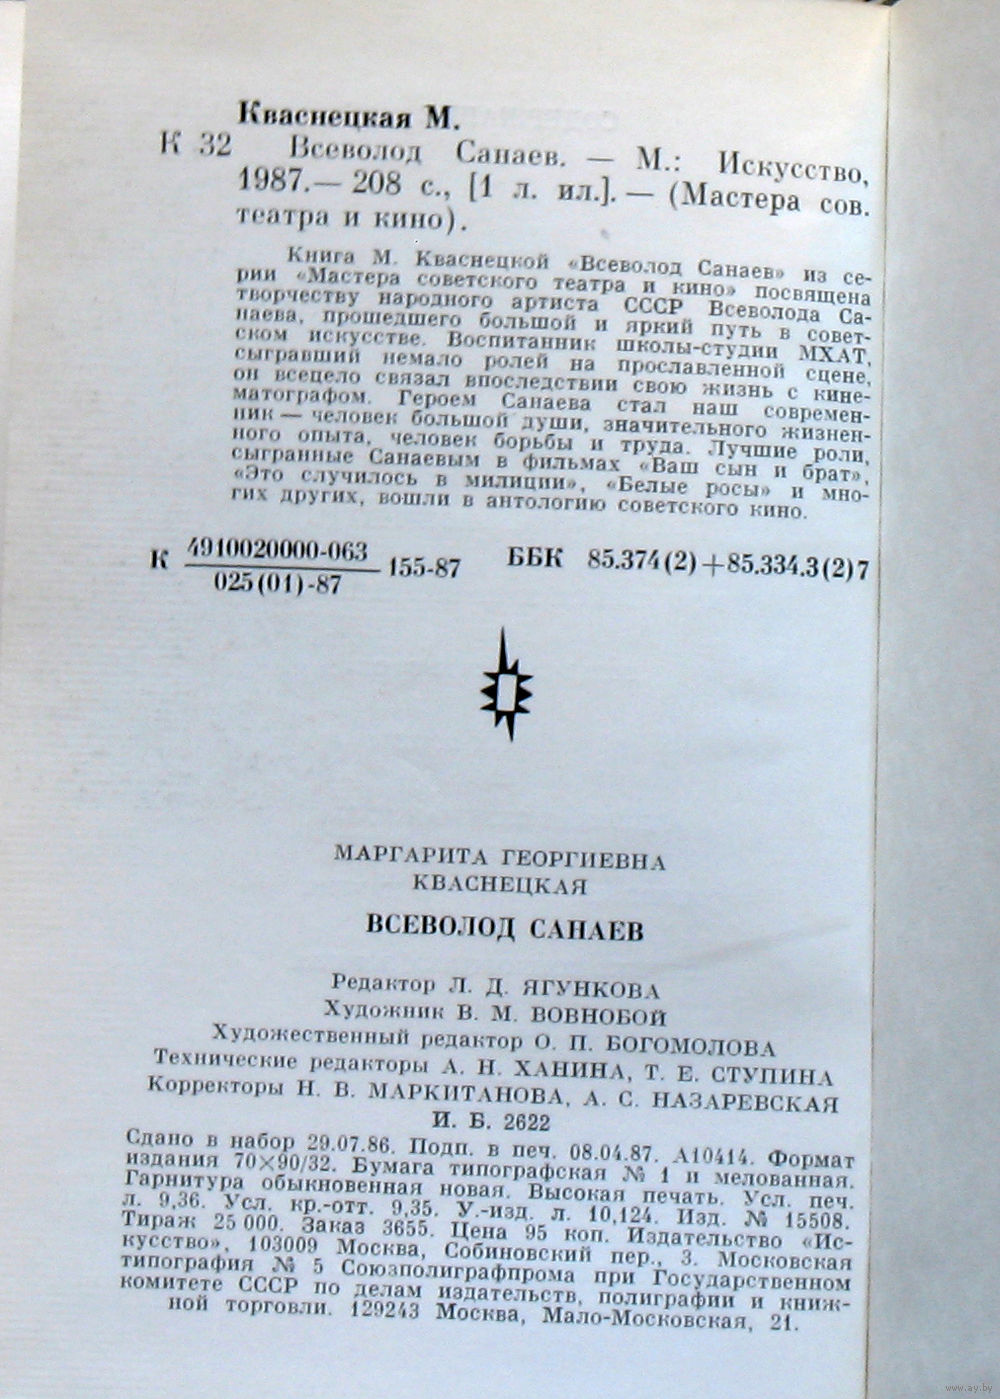 Кваснецкая М.
К 32 Всеволод Санаев. — М.: Искусство,
1987.— 208 с., [1 л. ил.]. — (Мастера сов.
театра и кино).
Книга М. Кваснецкой «Всеволод Санаев» из се-
рии «Мастера советского театра и кино» посвящена
творчеству народного артиста СССР Всеволода Са-
наева, прошедшего большой и яркий путь в совет-
ском искусстве. Воспитанник школы-студии МХАТ,
сыгравший немало ролей на прославленной сцене,
он всецело связал впоследствии свою жизнь с кине-
матографом. Героем Санаева стал наш современ-
ник — человек большой души, значительного жизнен-
ного опыта, человек борьбы и труда. Лучшие роли,
сыгранные Санаевым в фильмах «Ваш сын и брат»,
«Это случилось в милиции», «Белые росы» и мно-
гих других, вошли в антологию советского кино.
К 4910020000-063 155-87 ББК 85.374(2)+85.334.3(2)7
025(01)-87
МАРГАРИТА ГЕОРГИЕВНА
КВАСНЕЦКАЯ
ВСЕВОЛОД САНАЕВ
Редактор Л. Д. ЯГУНКОВА
Художник В. М. ВОВНОБОЙ
Художественный редактор О. П. БОГОМОЛОВА
Технические редакторы А. Н. ХАНИНА, Т. Е. СТУПИНА
Корректоры Н. В. МАРКИТАНОВА, А. С. НАЗАРЕВСКАЯ
И. Б. 2622
Сдано в набор 29.07.86. Подп. в печ. 08.04.87. А10414. Формат
издания 70×90/32. Бумага типографская № 1 и мелованная.
Гарнитура обыкновенная новая. Высокая печать. Усл. печ.
л. 9,36. Усл. кр.-отт. 9,35. У.-изд. л. 10,124. Изд. № 15508.
Тираж 25 000. Заказ 3655. Цена 95 коп. Издательство «Ис-
кусство», 103009 Москва, Собиновский пер., 3. Московская
типография № 5 Союзполиграфпрома при Государственном
комитете СССР по делам издательств, полиграфии и книж-
ной торговли. 129243 Москва, Мало-Московская, 21.
www.ay.by